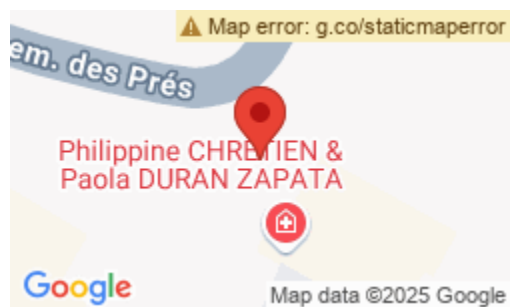 Map error: g.co/staticmaperror
em. des Prés
Philippine CHRETIEN &
Paola DURAN ZAPATA
Google
Map data ©2025 Google